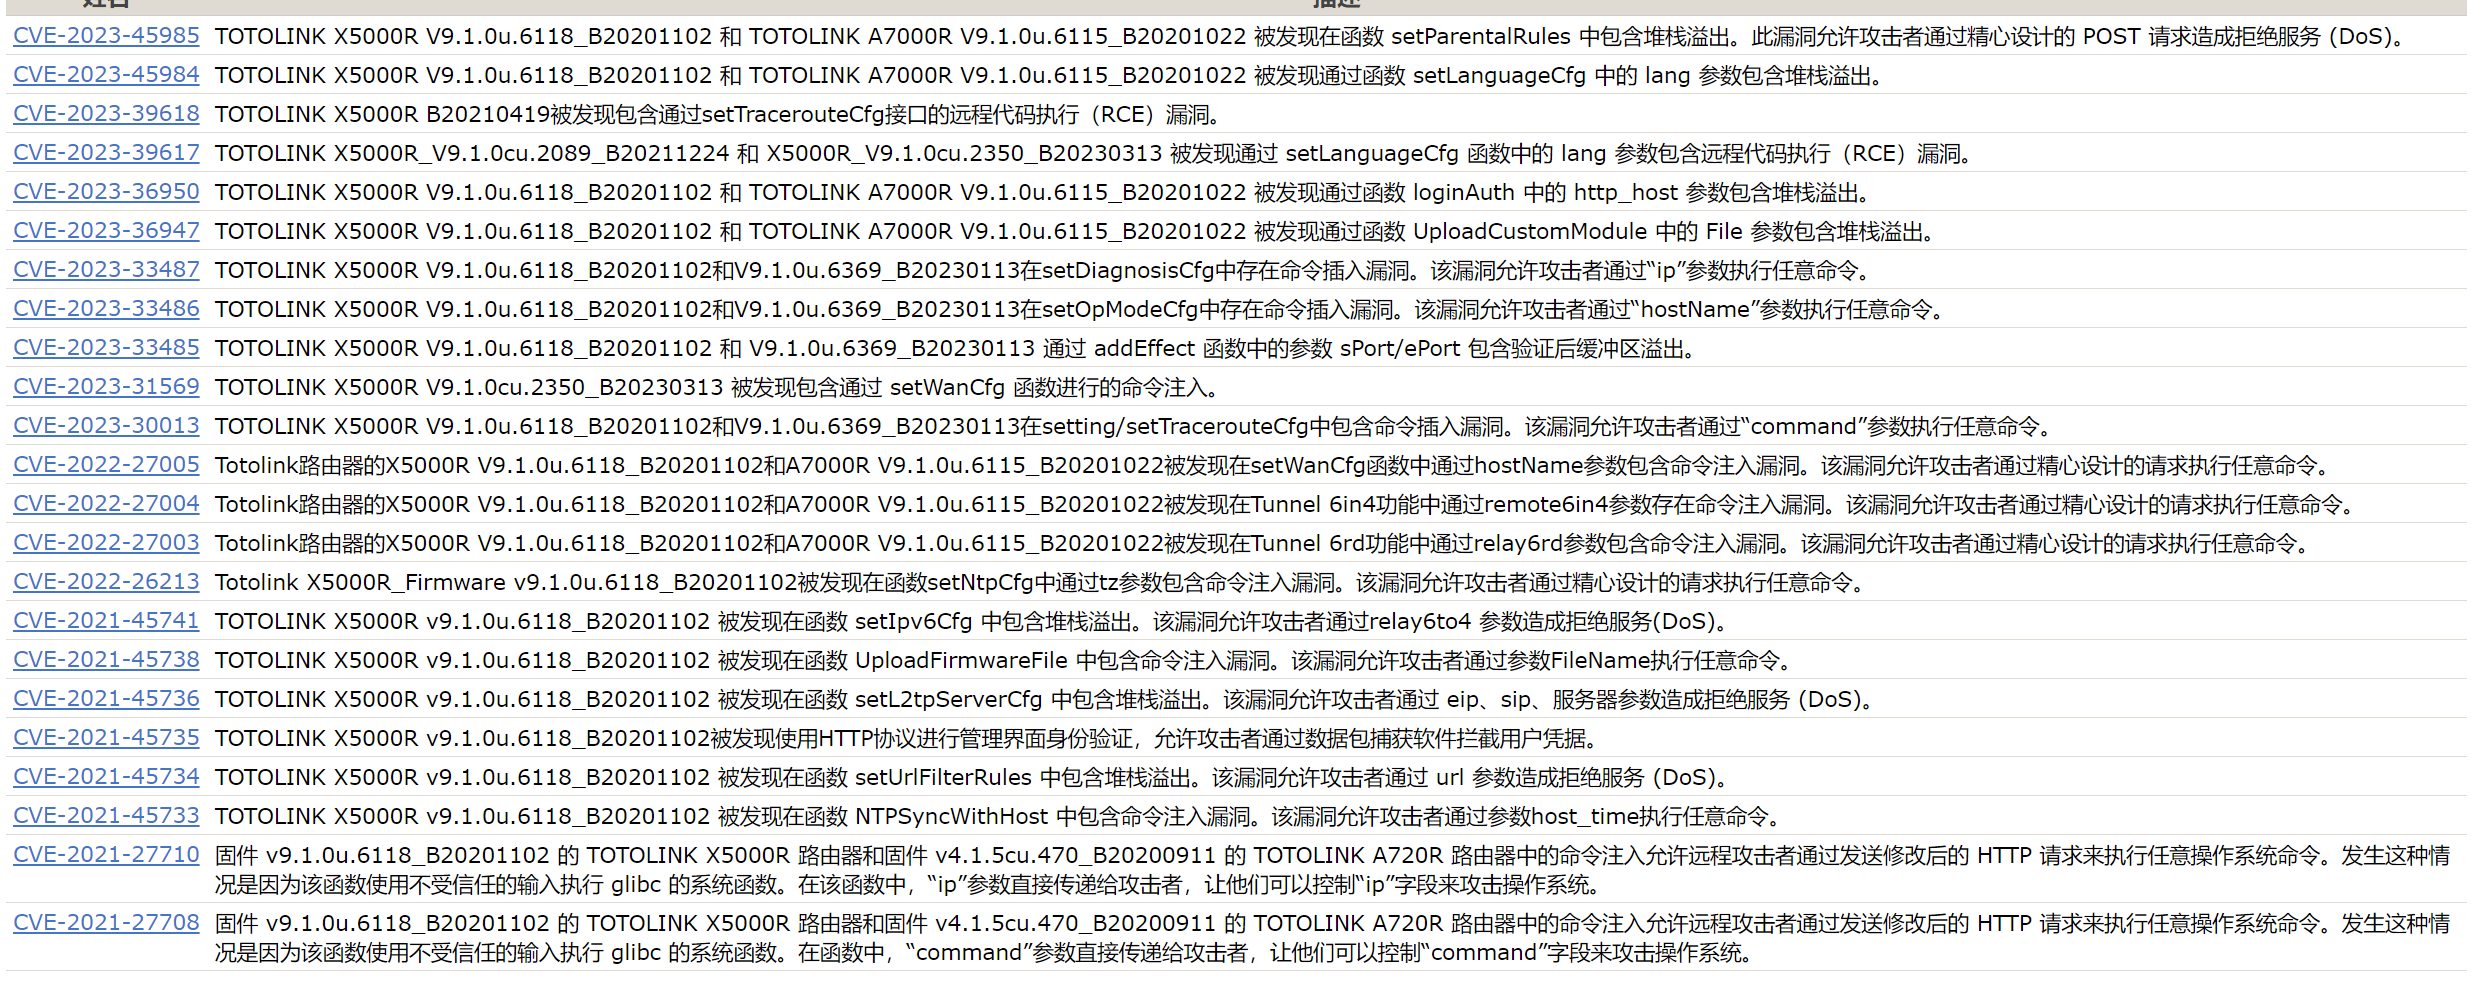 姓名 描述
CVE-2023-45985 TOTOLINK X5000R V9.1.0u.6118_B20201102 和 TOTOLINK A7000R V9.1.0u.6115_B20201022 被发现在函数 setParentalRules 中包含堆栈溢出。此漏洞允许攻击者通过精心设计的 POST 请求造成拒绝服务 (DoS)。
CVE-2023-45984 TOTOLINK X5000R V9.1.0u.6118_B20201102 和 TOTOLINK A7000R V9.1.0u.6115_B20201022 被发现通过函数 setLanguageCfg 中的 lang 参数包含堆栈溢出。
CVE-2023-39618 TOTOLINK X5000R B20210419被发现包含通过setTracerouteCfg接口的远程代码执行（RCE）漏洞。
CVE-2023-39617 TOTOLINK X5000R_V9.1.0cu.2089_B20211224 和 X5000R_V9.1.0cu.2350_B20230313 被发现通过 setLanguageCfg 函数中的 lang 参数包含远程代码执行（RCE）漏洞。
CVE-2023-36950 TOTOLINK X5000R V9.1.0u.6118_B20201102 和 TOTOLINK A7000R V9.1.0u.6115_B20201022 被发现通过函数 loginAuth 中的 http_host 参数包含堆栈溢出。
CVE-2023-36947 TOTOLINK X5000R V9.1.0u.6118_B20201102 和 TOTOLINK A7000R V9.1.0u.6115_B20201022 被发现通过函数 UploadCustomModule 中的 File 参数包含堆栈溢出。
CVE-2023-33487 TOTOLINK X5000R V9.1.0u.6118_B20201102和V9.1.0u.6369_B20230113在setDiagnosisCfg中存在命令插入漏洞。该漏洞允许攻击者通过“ip”参数执行任意命令。
CVE-2023-33486 TOTOLINK X5000R V9.1.0u.6118_B20201102和V9.1.0u.6369_B20230113在setOpModeCfg中存在命令插入漏洞。该漏洞允许攻击者通过“hostName”参数执行任意命令。
CVE-2023-33485 TOTOLINK X5000R V9.1.0u.6118_B20201102 和 V9.1.0u.6369_B20230113 通过 addEffect 函数中的参数 sPort/ePort 包含验证后缓冲区溢出。
CVE-2023-31569 TOTOLINK X5000R V9.1.0cu.2350_B20230313 被发现包含通过 setWanCfg 函数进行的命令注入。
CVE-2023-30013 TOTOLINK X5000R V9.1.0u.6118_B20201102和V9.1.0u.6369_B20230113在setting/setTracerouteCfg中包含命令插入漏洞。该漏洞允许攻击者通过“command”参数执行任意命令。
CVE-2022-27005 Totolink路由器的X5000R V9.1.0u.6118_B20201102和A7000R V9.1.0u.6115_B20201022被发现在setWanCfg函数中通过hostName参数包含命令注入漏洞。该漏洞允许攻击者通过精心设计的请求执行任意命令。
CVE-2022-27004 Totolink路由器的X5000R V9.1.0u.6118_B20201102和A7000R V9.1.0u.6115_B20201022被发现在Tunnel 6in4功能中通过remote6in4参数存在命令注入漏洞。该漏洞允许攻击者通过精心设计的请求执行任意命令。
CVE-2022-27003 Totolink路由器的X5000R V9.1.0u.6118_B20201102和A7000R V9.1.0u.6115_B20201022被发现在Tunnel 6rd功能中通过relay6rd参数包含命令注入漏洞。该漏洞允许攻击者通过精心设计的请求执行任意命令。
CVE-2022-26213 Totolink X5000R_Firmware v9.1.0u.6118_B20201102被发现在函数setNtpCfg中通过tz参数包含命令注入漏洞。该漏洞允许攻击者通过精心设计的请求执行任意命令。
CVE-2021-45741 TOTOLINK X5000R v9.1.0u.6118_B20201102 被发现在函数 setIpv6Cfg 中包含堆栈溢出。该漏洞允许攻击者通过relay6to4 参数造成拒绝服务(DoS)。
CVE-2021-45738 TOTOLINK X5000R v9.1.0u.6118_B20201102 被发现在函数 UploadFirmwareFile 中包含命令注入漏洞。该漏洞允许攻击者通过参数FileName执行任意命令。
CVE-2021-45736 TOTOLINK X5000R v9.1.0u.6118_B20201102 被发现在函数 setL2tpServerCfg 中包含堆栈溢出。该漏洞允许攻击者通过 eip、sip、服务器参数造成拒绝服务 (DoS)。
CVE-2021-45735 TOTOLINK X5000R v9.1.0u.6118_B20201102被发现使用HTTP协议进行管理界面身份验证，允许攻击者通过数据包捕获软件拦截用户凭据。
CVE-2021-45734 TOTOLINK X5000R v9.1.0u.6118_B20201102 被发现在函数 setUrlFilterRules 中包含堆栈溢出。该漏洞允许攻击者通过 url 参数造成拒绝服务 (DoS)。
CVE-2021-45733 TOTOLINK X5000R v9.1.0u.6118_B20201102 被发现在函数 NTPSyncWithHost 中包含命令注入漏洞。该漏洞允许攻击者通过参数host_time执行任意命令。
CVE-2021-27710 固件 v9.1.0u.6118_B20201102 的 TOTOLINK X5000R 路由器和固件 v4.1.5cu.470_B20200911 的 TOTOLINK A720R 路由器中的命令注入允许远程攻击者通过发送修改后的 HTTP 请求来执行任意操作系统命令。发生这种情
况是因为该函数使用不受信任的输入执行 glibc 的系统函数。在该函数中，“ip”参数直接传递给攻击者，让他们可以控制“ip”字段来攻击操作系统。
CVE-2021-27708 固件 v9.1.0u.6118_B20201102 的 TOTOLINK X5000R 路由器和固件 v4.1.5cu.470_B20200911 的 TOTOLINK A720R 路由器中的命令注入允许远程攻击者通过发送修改后的 HTTP 请求来执行任意操作系统命令。发生这种情
况是因为该函数使用不受信任的输入执行 glibc 的系统函数。在函数中，“command”参数直接传递给攻击者，让他们可以控制“command”字段来攻击操作系统。